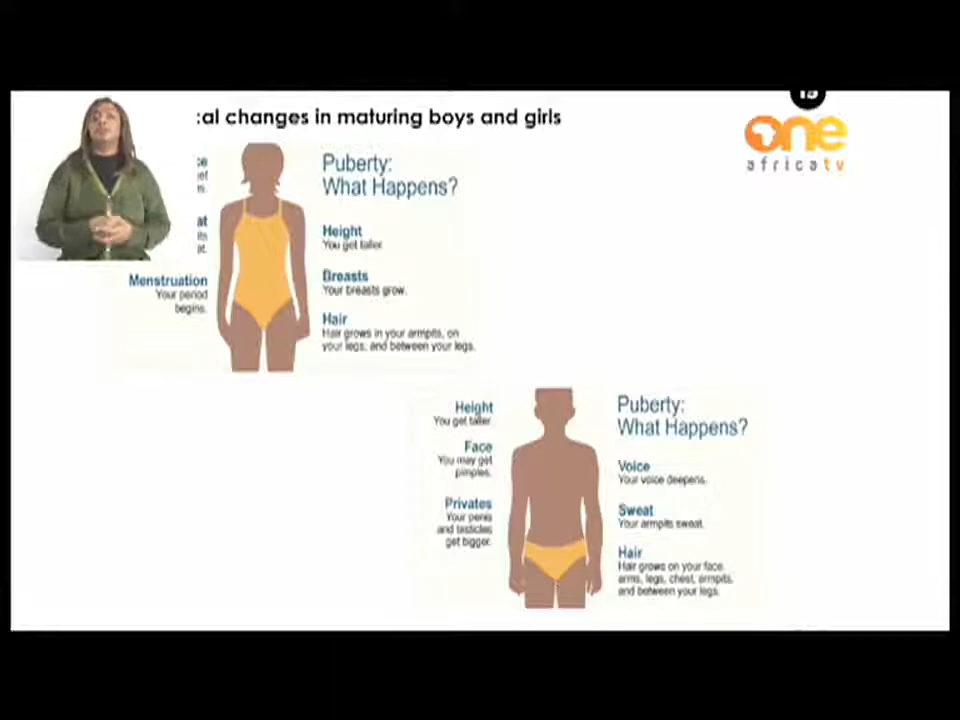 :al changes in maturing boys and girls
15
one
africa tv
Puberty:
What Happens?
at
at.
Menstruation
Your period
begins.
Height
You get taller.
Breasts
Your breasts grow.
Hair
Hair grows in your armpits, on
your legs, and between your legs.
Height
You get taller.
Face
You may get
pimples.
Privates
Your penis
and testicles
get bigger.
Puberty:
What Happens?
Voice
Your voice deepens.
Sweat
Your armpits sweat.
Hair
Hair grows on your face,
arms, legs, chest, armpits,
and between your legs.